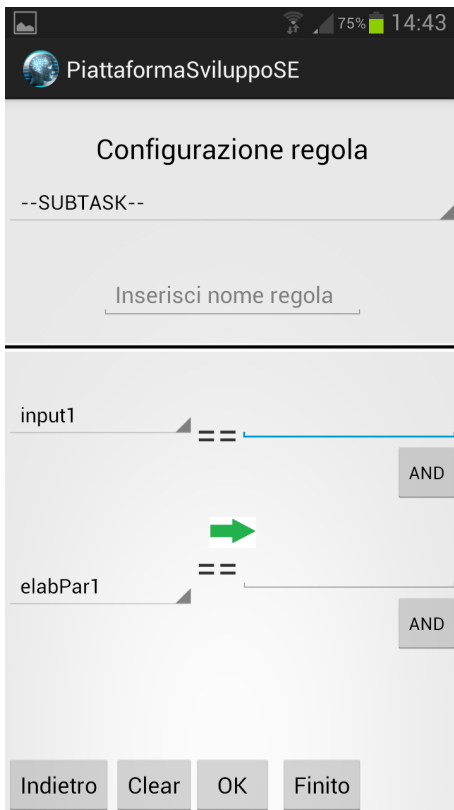 75% 14:43
PiattaformaSviluppoSE
Configurazione regola
--SUBTASK--
Inserisci nome regola
input1 ==
AND
elabPar1 ==
AND
Indietro Clear OK Finito